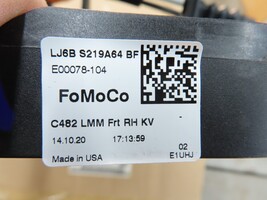 LJ6B S219A64 BF
E00078-104
FoMoCo
C482 LMM Frt RH KV
14.10.20 17:13:59
02
Made in USA E1UHJ